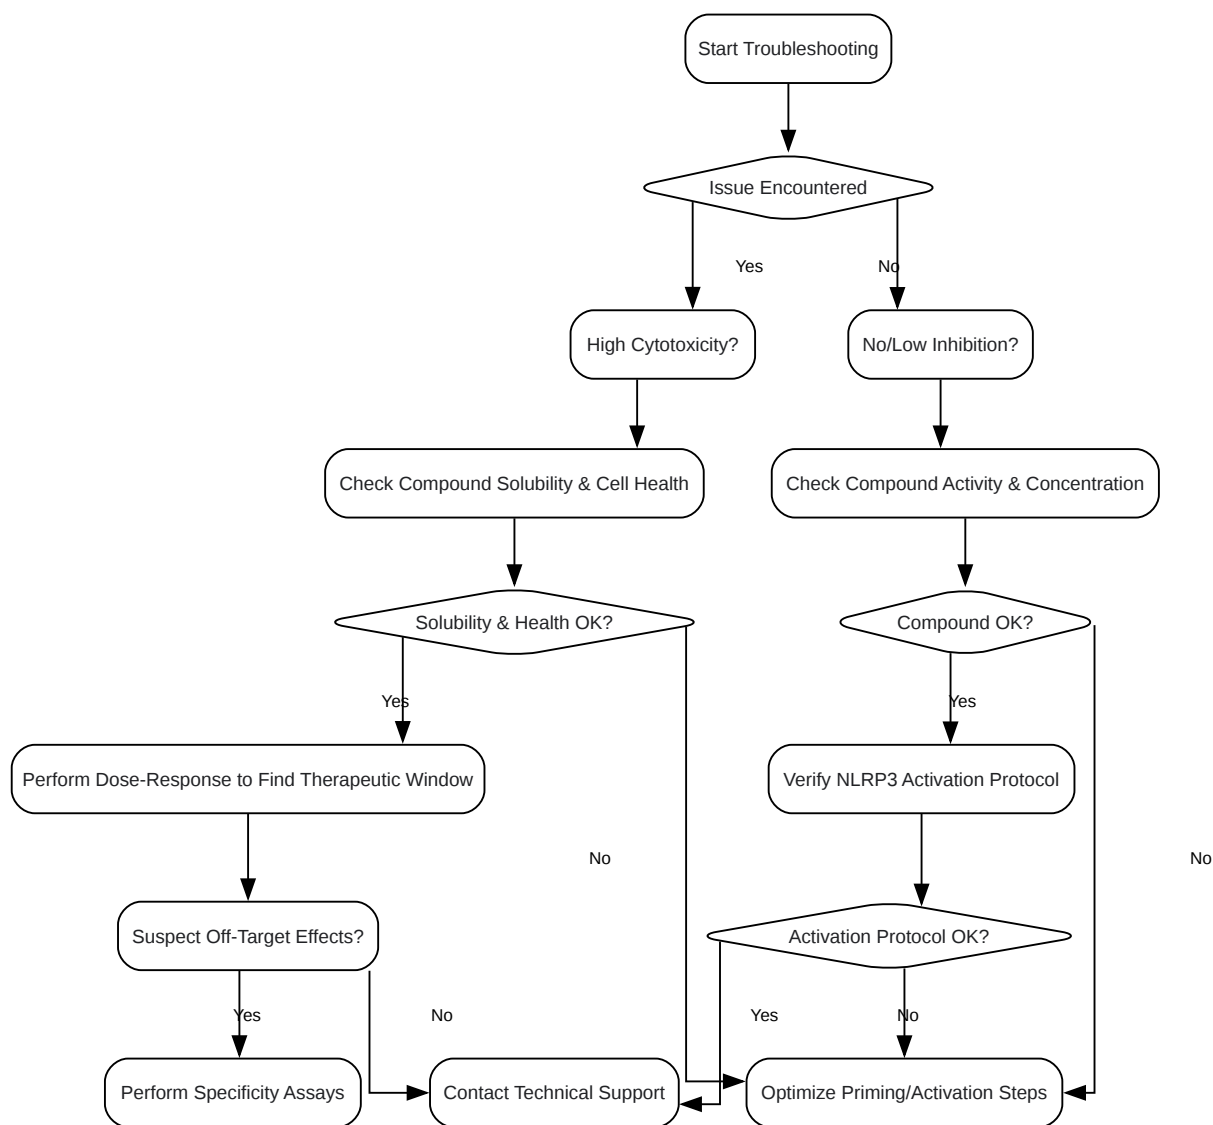 Start Troubleshooting
Issue Encountered
Yes
No
High Cytotoxicity?
No/Low Inhibition?
Check Compound Solubility & Cell Health
Check Compound Activity & Concentration
Solubility & Health OK?
Compound OK?
Yes
Yes
Perform Dose-Response to Find Therapeutic Window
Verify NLRP3 Activation Protocol
No
No
Suspect Off-Target Effects?
Activation Protocol OK?
Yes
No
Yes
No
Perform Specificity Assays
Contact Technical Support
Optimize Priming/Activation Steps